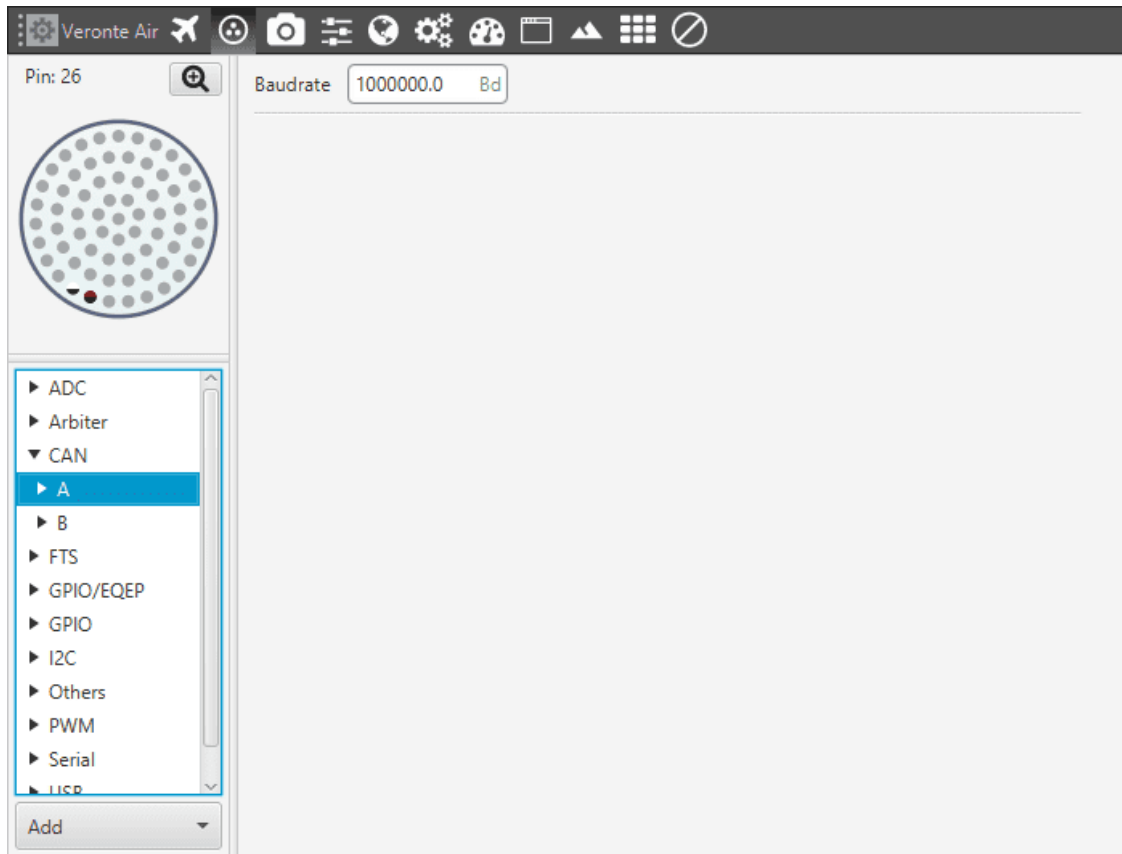 Veronte Air
Pin: 26
Baudrate 1000000.0 Bd
ADC
Arbiter
CAN
A
B
FTS
GPIO/EQEP
GPIO
I2C
Others
PWM
Serial
USB
Add